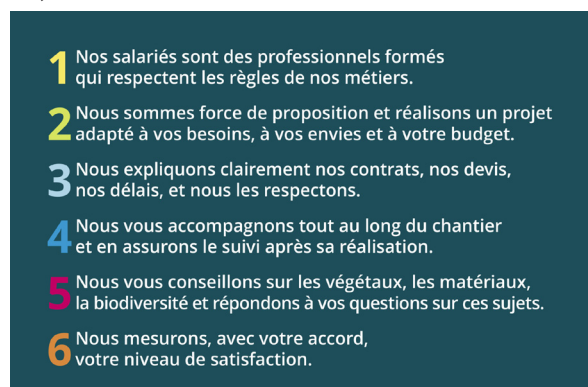 1 Nos salariés sont des professionnels formés
qui respectent les règles de nos métiers.
2 Nous sommes force de proposition et réalisons un projet
adapté à vos besoins, à vos envies et à votre budget.
3 Nous expliquons clairement nos contrats, nos devis,
nos délais, et nous les respectons.
4 Nous vous accompagnons tout au long du chantier
et en assurons le suivi après sa réalisation.
5 Nous vous conseillons sur les végétaux, les matériaux,
la biodiversité et répondons à vos questions sur ces sujets.
6 Nous mesurons, avec votre accord,
votre niveau de satisfaction.